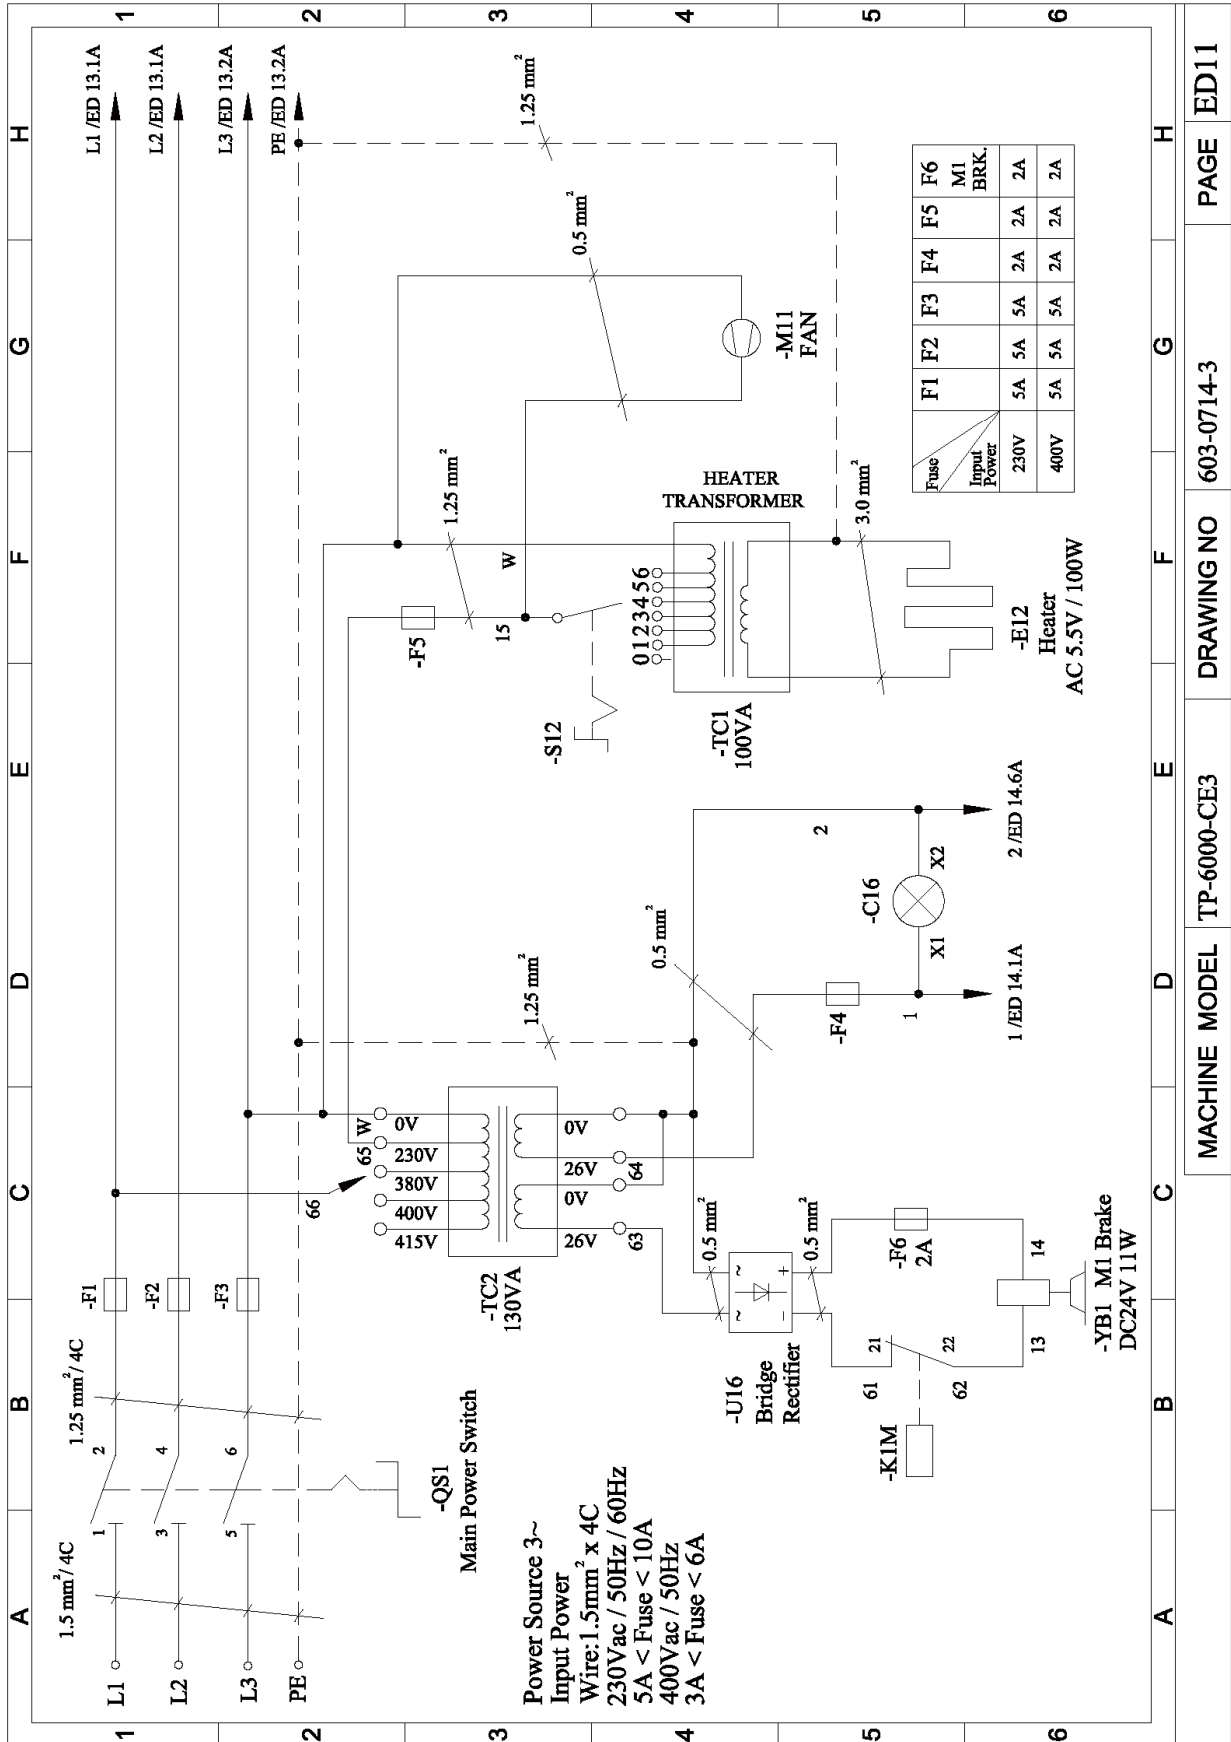 A B C D E F G H
1
2
3
4
5
6
L1
L2
L3
PE
1.5 mm²/ 4C
1 2
3 4
5 6
1.25 mm²/ 4C
-QS1
Main Power Switch
-F1
-F2
-F3
L1 /ED 13.1A
L2 /ED 13.1A
L3 /ED 13.2A
PE /ED 13.2A
Power Source 3~
Input Power
Wire:1.5mm² x 4C
230Vac / 50Hz / 60Hz
5A < Fuse < 10A
400Vac / 50Hz
3A < Fuse < 6A
66
65
W
0V
230V
380V
400V
415V
-TC2
130VA
0V
26V
0V
26V
64
63
1.25 mm²
0.5 mm²
0.5 mm²
0.5 mm²
-U16
Bridge
Rectifier
~ ~
- +
-K1M
61
21
22
62
-F6
2A
14
13
-YB1 M1 Brake
DC24V 11W
-F4
1
X1
-C16
X2
2
1 /ED 14.1A
2 /ED 14.6A
-F5
1.25 mm²
15
W
-S12
0123456
HEATER
TRANSFORMER
-TC1
100VA
3.0 mm²
-E12
Heater
AC 5.5V / 100W
-M11
FAN
0.5 mm²
1.25 mm²
Fuse
Input
Power
F1 F2 F3 F4 F5 F6
M1
BRK.
230V 5A 5A 5A 2A 2A 2A
400V 5A 5A 5A 2A 2A 2A
1
2
3
4
5
6
A B C D E F G H
MACHINE MODEL TP-6000-CE3 DRAWING NO 603-0714-3 PAGE ED11